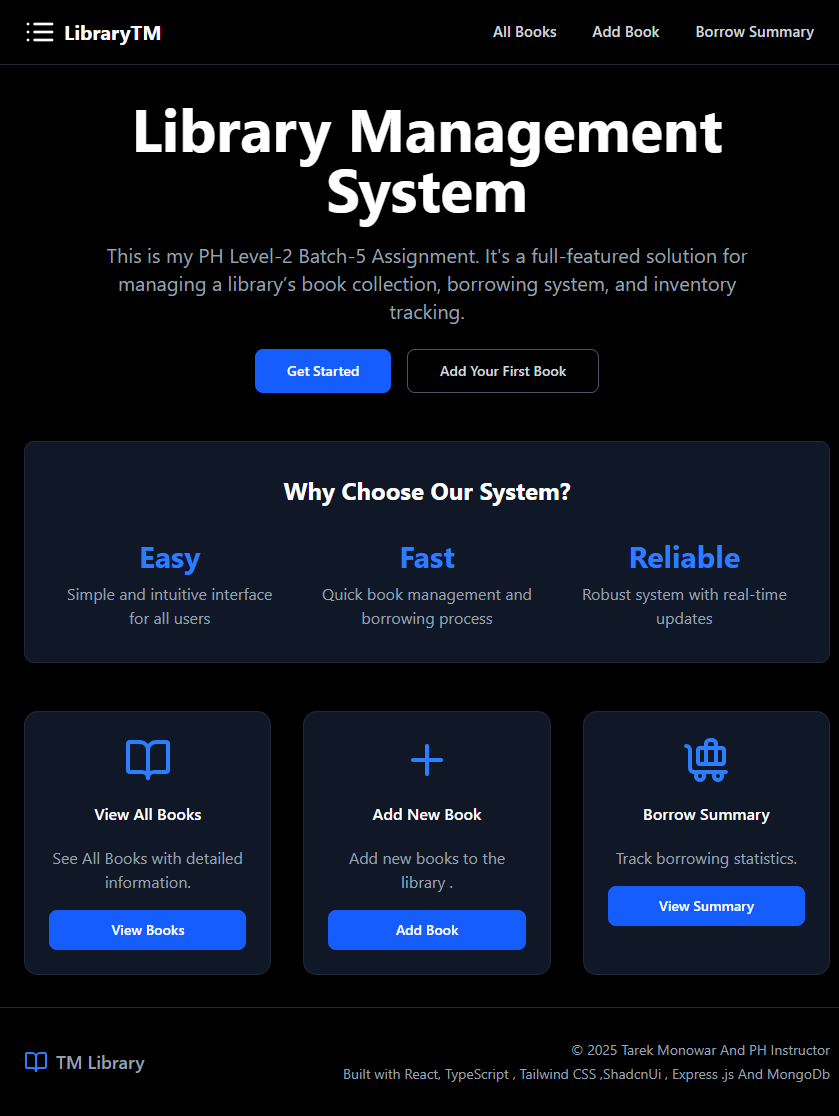 LibraryTM
All Books
Add Book
Borrow Summary
Library Management
System
This is my PH Level-2 Batch-5 Assignment. It's a full-featured solution for
managing a library’s book collection, borrowing system, and inventory
tracking.
Get Started
Add Your First Book
Why Choose Our System?
Easy
Simple and intuitive interface
for all users
Fast
Quick book management and
borrowing process
Reliable
Robust system with real-time
updates
View All Books
See All Books with detailed
information.
View Books
Add New Book
Add new books to the
library .
Add Book
Borrow Summary
Track borrowing statistics.
View Summary
TM Library
© 2025 Tarek Monowar And PH Instructor
Built with React, TypeScript , Tailwind CSS ,ShadcnUi , Express .js And MongoDb